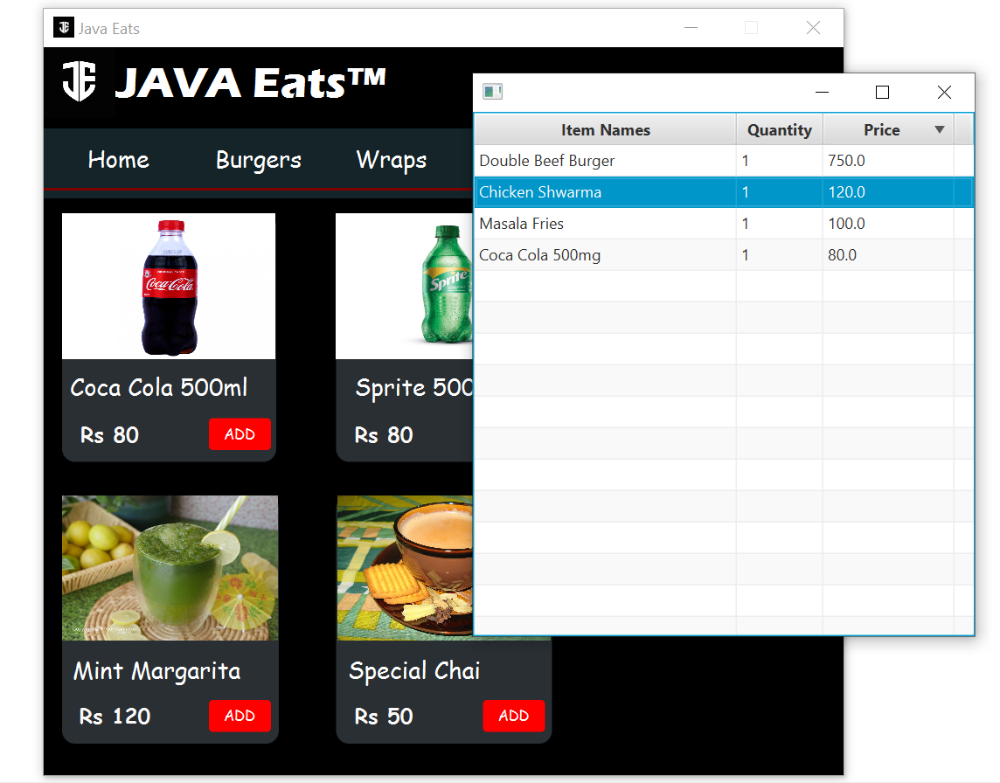 Java Eats
JAVA Eats™
Home Burgers Wraps
Item Names Quantity Price
Double Beef Burger 1 750.0
Chicken Shwarma 1 120.0
Masala Fries 1 100.0
Coca Cola 500mg 1 80.0
Coca-Cola
Sprite
Coca Cola 500ml
Sprite 500
Rs 80 ADD
Rs 80
Mint Margarita
Special Chai
Rs 120 ADD
Rs 50 ADD